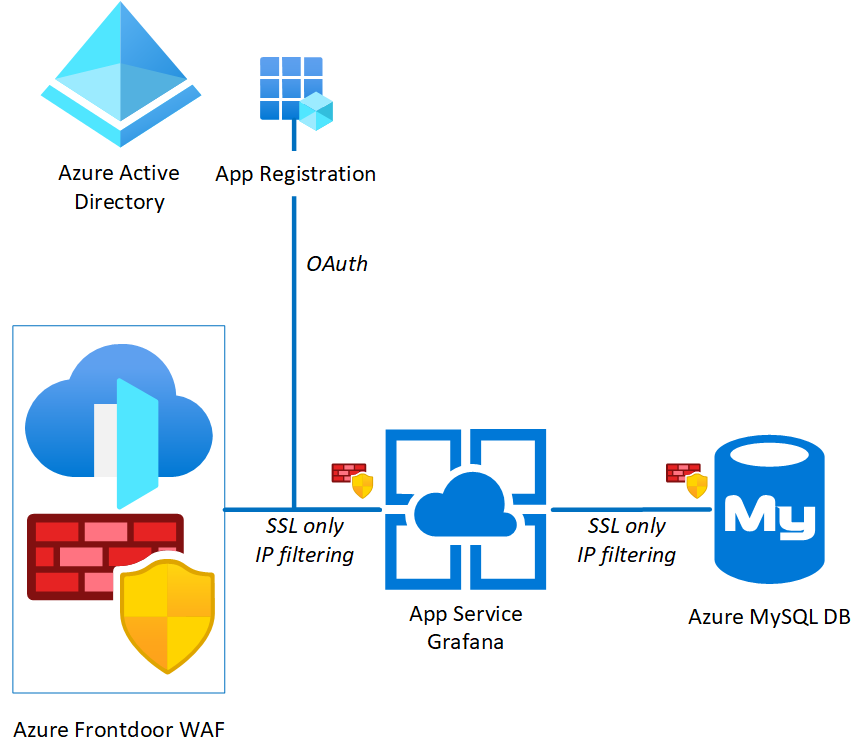 Azure Active
Directory
App Registration
OAuth
SSL only
IP filtering
SSL only
IP filtering
My
App Service
Grafana
Azure MySQL DB
Azure Frontdoor WAF